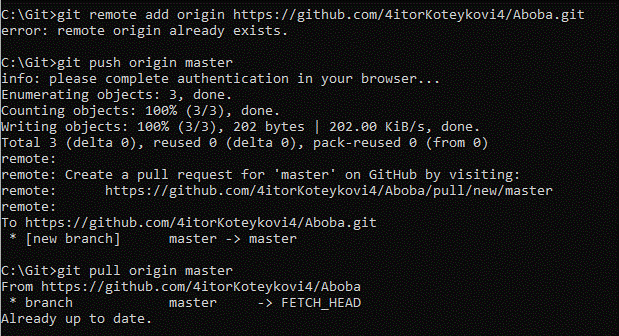 C:\Git>git remote add origin https://github.com/4itorKoteykovi4/Aboba.git
error: remote origin already exists.
C:\Git>git push origin master
info: please complete authentication in your browser...
Enumerating objects: 3, done.
Counting objects: 100% (3/3), done.
Writing objects: 100% (3/3), 202 bytes | 202.00 KiB/s, done.
Total 3 (delta 0), reused 0 (delta 0), pack-reused 0 (from 0)
remote:
remote: Create a pull request for 'master' on GitHub by visiting:
remote:      https://github.com/4itorKoteykovi4/Aboba/pull/new/master
remote:
To https://github.com/4itorKoteykovi4/Aboba.git
 * [new branch]      master -> master
C:\Git>git pull origin master
From https://github.com/4itorKoteykovi4/Aboba
 * branch            master     -> FETCH_HEAD
Already up to date.